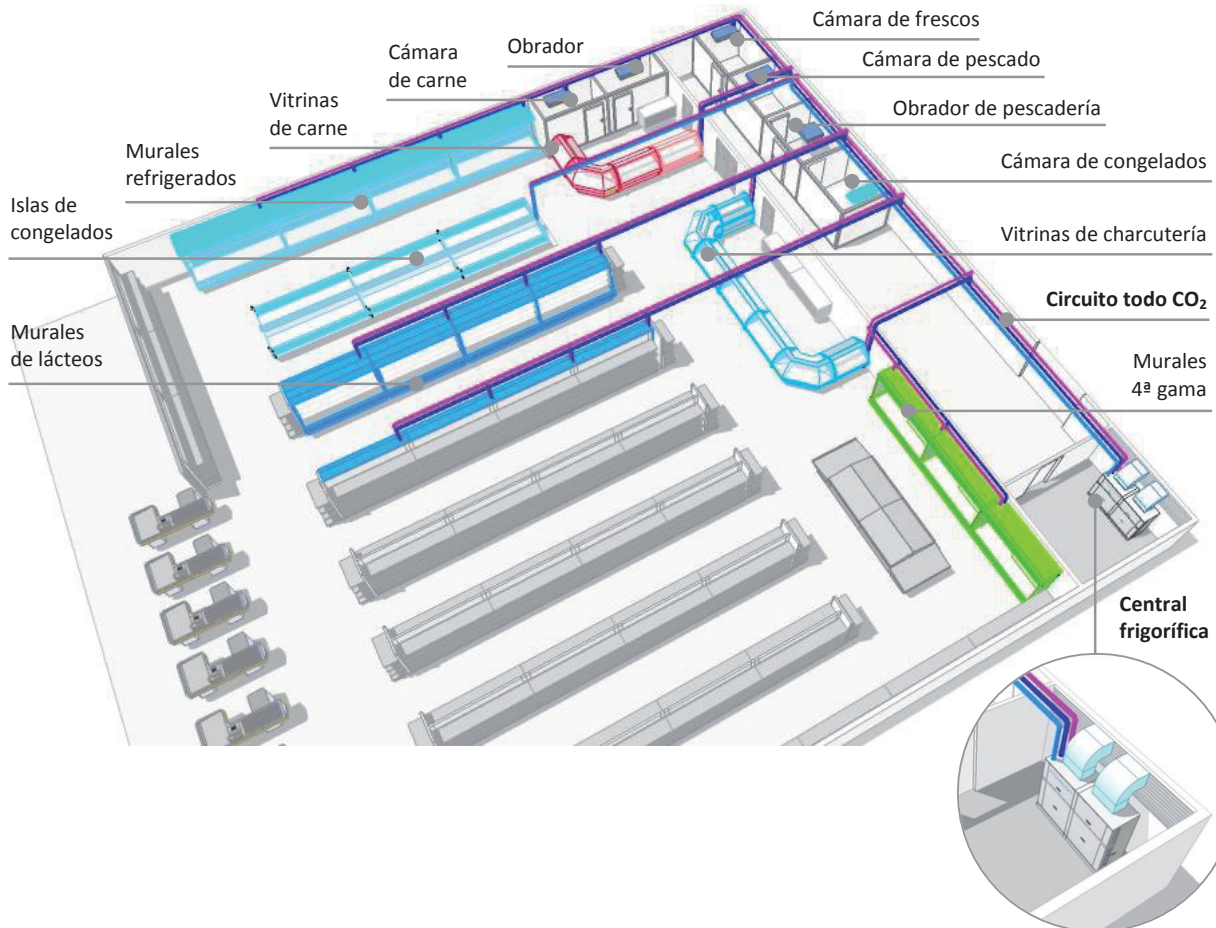 Cámara de frescos
Obrador
Cámara
de carne
Cámara de pescado
Vitrinas
de carne
Obrador de pescadería
Murales
refrigerados
Cámara de congelados
Islas de
congelados
Vitrinas de charcutería
Circuito todo CO₂
Murales
de lácteos
Murales
4ª gama
Central
frigorífica